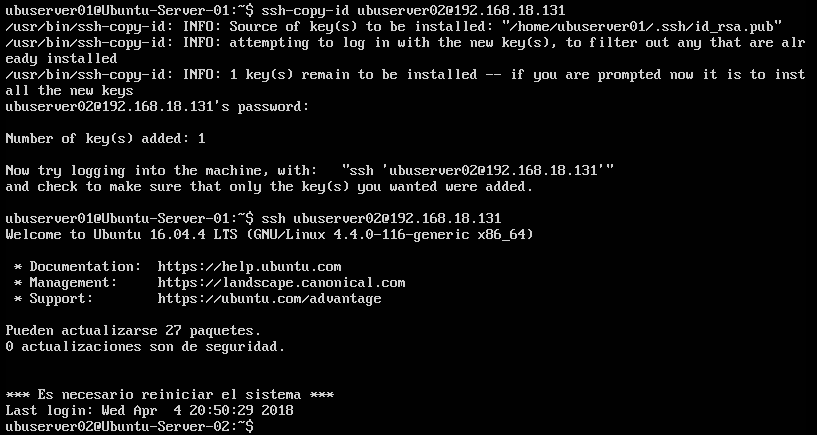 ubuserver01@Ubuntu-Server-01:~$ ssh-copy-id ubuserver02@192.168.18.131
/usr/bin/ssh-copy-id: INFO: Source of key(s) to be installed: "/home/ubuserver01/.ssh/id_rsa.pub"
/usr/bin/ssh-copy-id: INFO: attempting to log in with the new key(s), to filter out any that are alr
eady installed
/usr/bin/ssh-copy-id: INFO: 1 key(s) remain to be installed -- if you are prompted now it is to inst
all the new keys
ubuserver02@192.168.18.131's password:
Number of key(s) added: 1
Now try logging into the machine, with:   "ssh 'ubuserver02@192.168.18.131'"
and check to make sure that only the key(s) you wanted were added.
ubuserver01@Ubuntu-Server-01:~$ ssh ubuserver02@192.168.18.131
Welcome to Ubuntu 16.04.4 LTS (GNU/Linux 4.4.0-116-generic x86_64)
 * Documentation:  https://help.ubuntu.com
 * Management:     https://landscape.canonical.com
 * Support:        https://ubuntu.com/advantage
Pueden actualizarse 27 paquetes.
0 actualizaciones son de seguridad.
*** Es necesario reiniciar el sistema ***
Last login: Wed Apr  4 20:50:29 2018
ubuserver02@Ubuntu-Server-02:~$